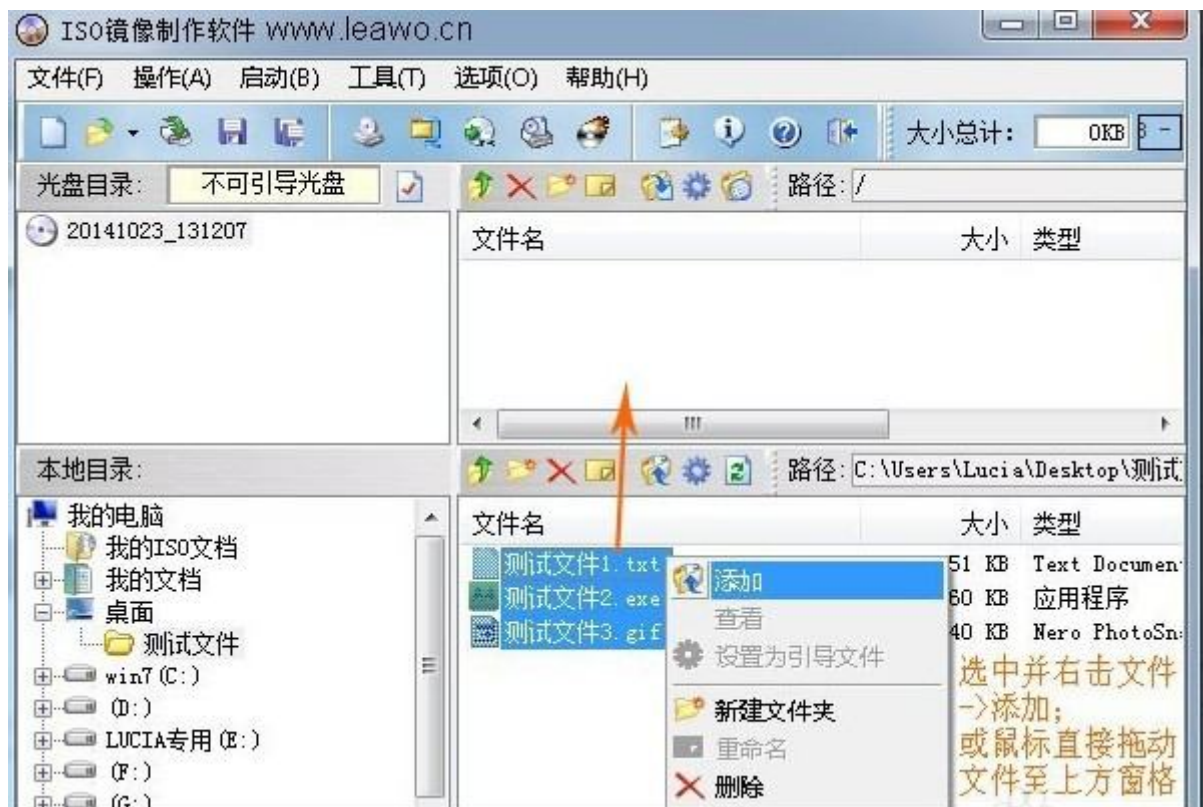 ISO镜像制作软件 www.leawo.cn
文件(F) 操作(A) 启动(B) 工具(T) 选项(O) 帮助(H)
大小总计: 0KB
光盘目录: 不可引导光盘 路径: /
20141023_131207
文件名 大小 类型
本地目录: 路径: C:\Users\Lucia\Desktop\测试
我的电脑
我的ISO文档
我的文档
桌面
测试文件
win7(C:)
(D:)
LUCIA专用(E:)
(F:)
(G:)
文件名 大小 类型
测试文件1.txt 51 KB Text Documen
测试文件2.exe 60 KB 应用程序
测试文件3.gif 40 KB Nero PhotoSn
添加
查看
设置为引导文件
新建文件夹
重命名
删除
选中并右击文件
->添加;
或鼠标直接拖动
文件至上方窗格